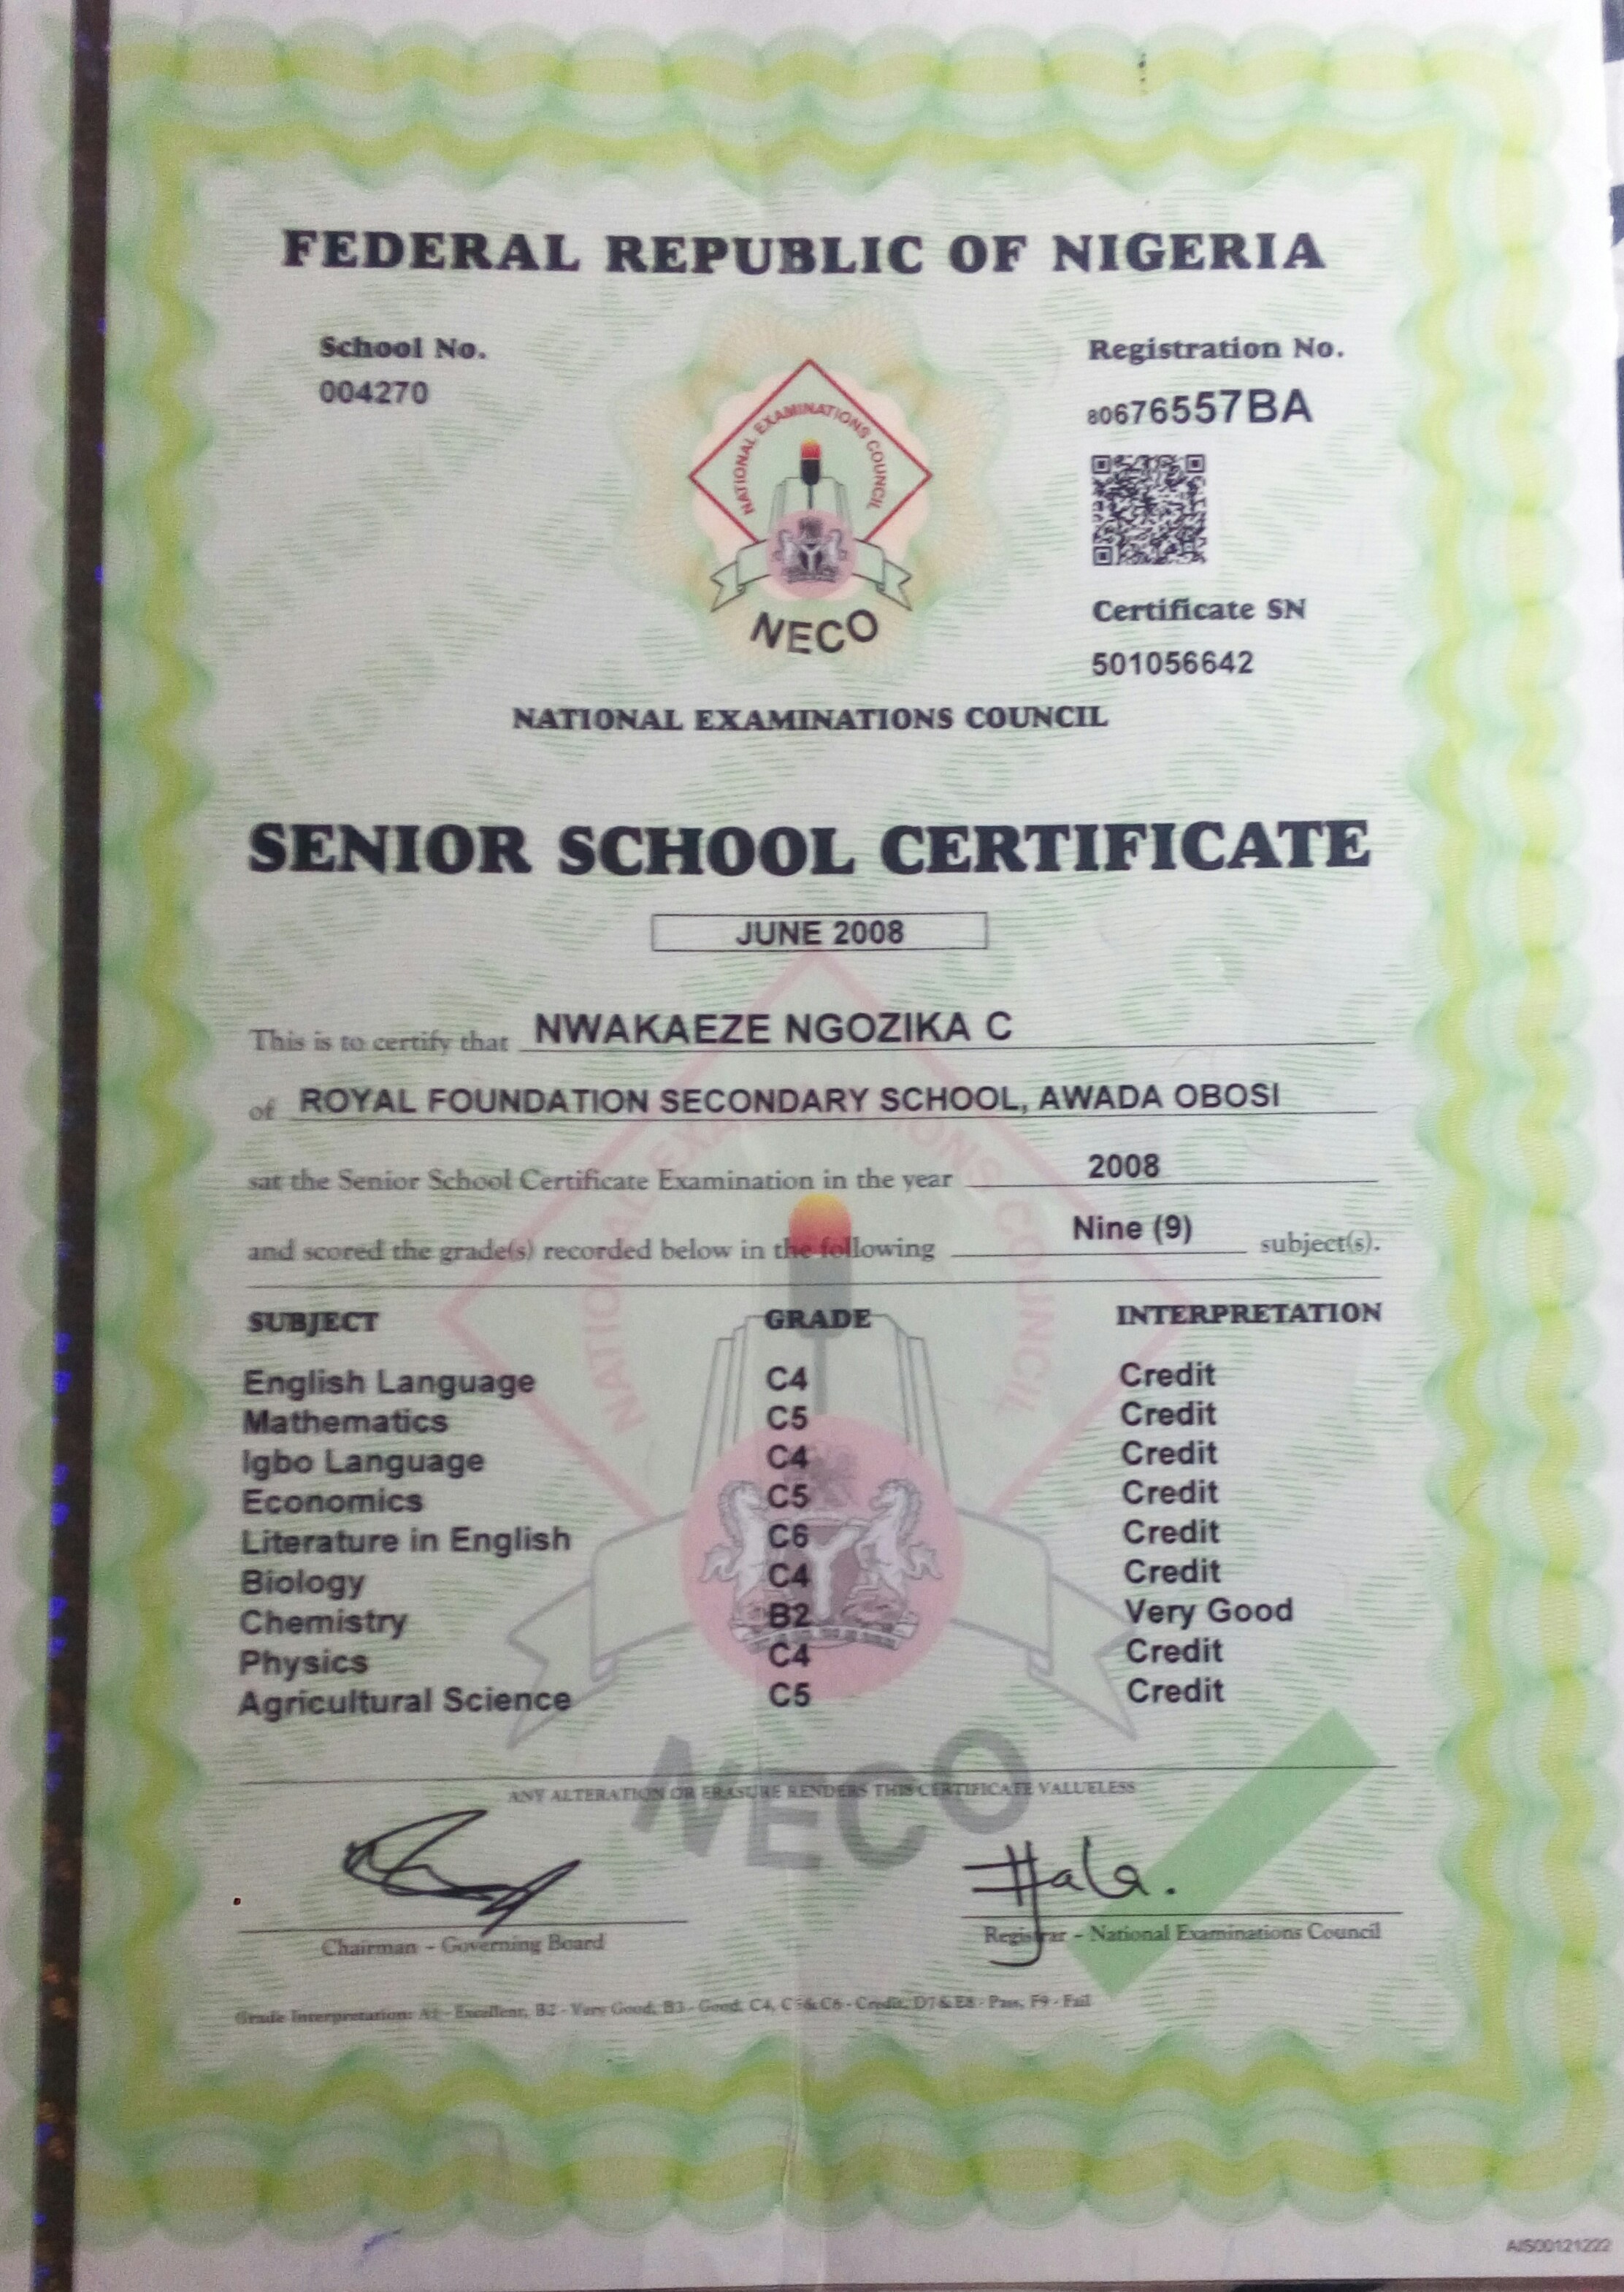 FEDERAL REPUBLIC OF NIGERIA
School No.
004270
Registration No.
80676557BA
NATIONAL EXAMINATIONS COUNCIL
NECO
Certificate SN
501056642
NATIONAL EXAMINATIONS COUNCIL
SENIOR SCHOOL CERTIFICATE
JUNE 2008
This is to certify that NWAKAEZE NGOZIKA C
of ROYAL FOUNDATION SECONDARY SCHOOL, AWADA OBOSI
sat the Senior School Certificate Examination in the year 2008
and scored the grade(s) recorded below in the following Nine (9) subject(s).
NATIONAL EXAMINATIONS COUNCIL
SUBJECT GRADE INTERPRETATION
English Language C4 Credit
Mathematics C5 Credit
Igbo Language C4 Credit
Economics C5 Credit
Literature in English C6 Credit
Biology C4 Credit
Chemistry B2 Very Good
Physics C4 Credit
Agricultural Science C5 Credit
NECO
ANY ALTERATION OR ERASURE RENDERS THIS CERTIFICATE VALUELESS
Chairman - Governing Board
Registrar - National Examinations Council
Grade Interpretation: A1 - Excellent, B2 - Very Good, B3 - Good, C4, C5 & C6 - Credit, D7 & E8 - Pass, F9 - Fail
AIS00121222